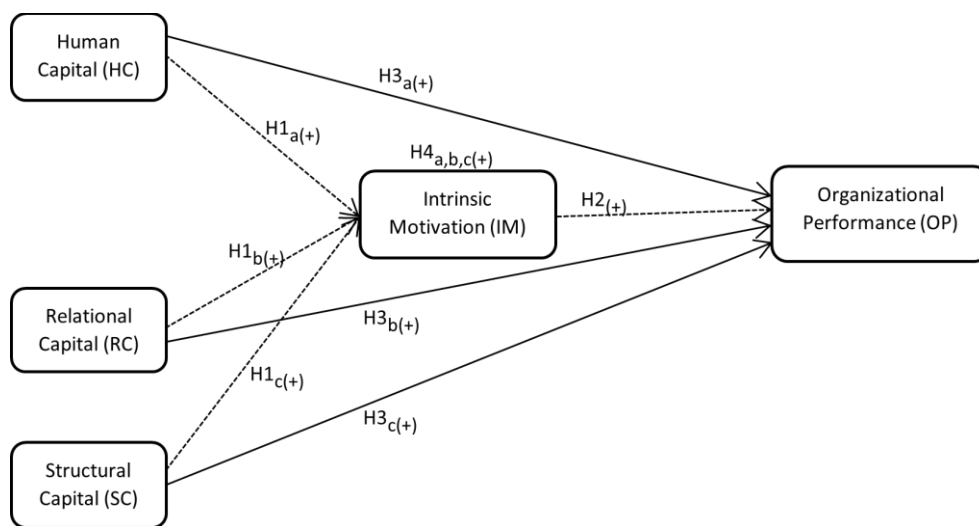 Human
Capital (HC)
H3a(+)
H1a(+)
H4a,b,c(+)
Intrinsic
Motivation (IM)
H2(+)
Organizational
Performance (OP)
H1b(+)
Relational
Capital (RC)
H3b(+)
H1c(+)
H3c(+)
Structural
Capital (SC)